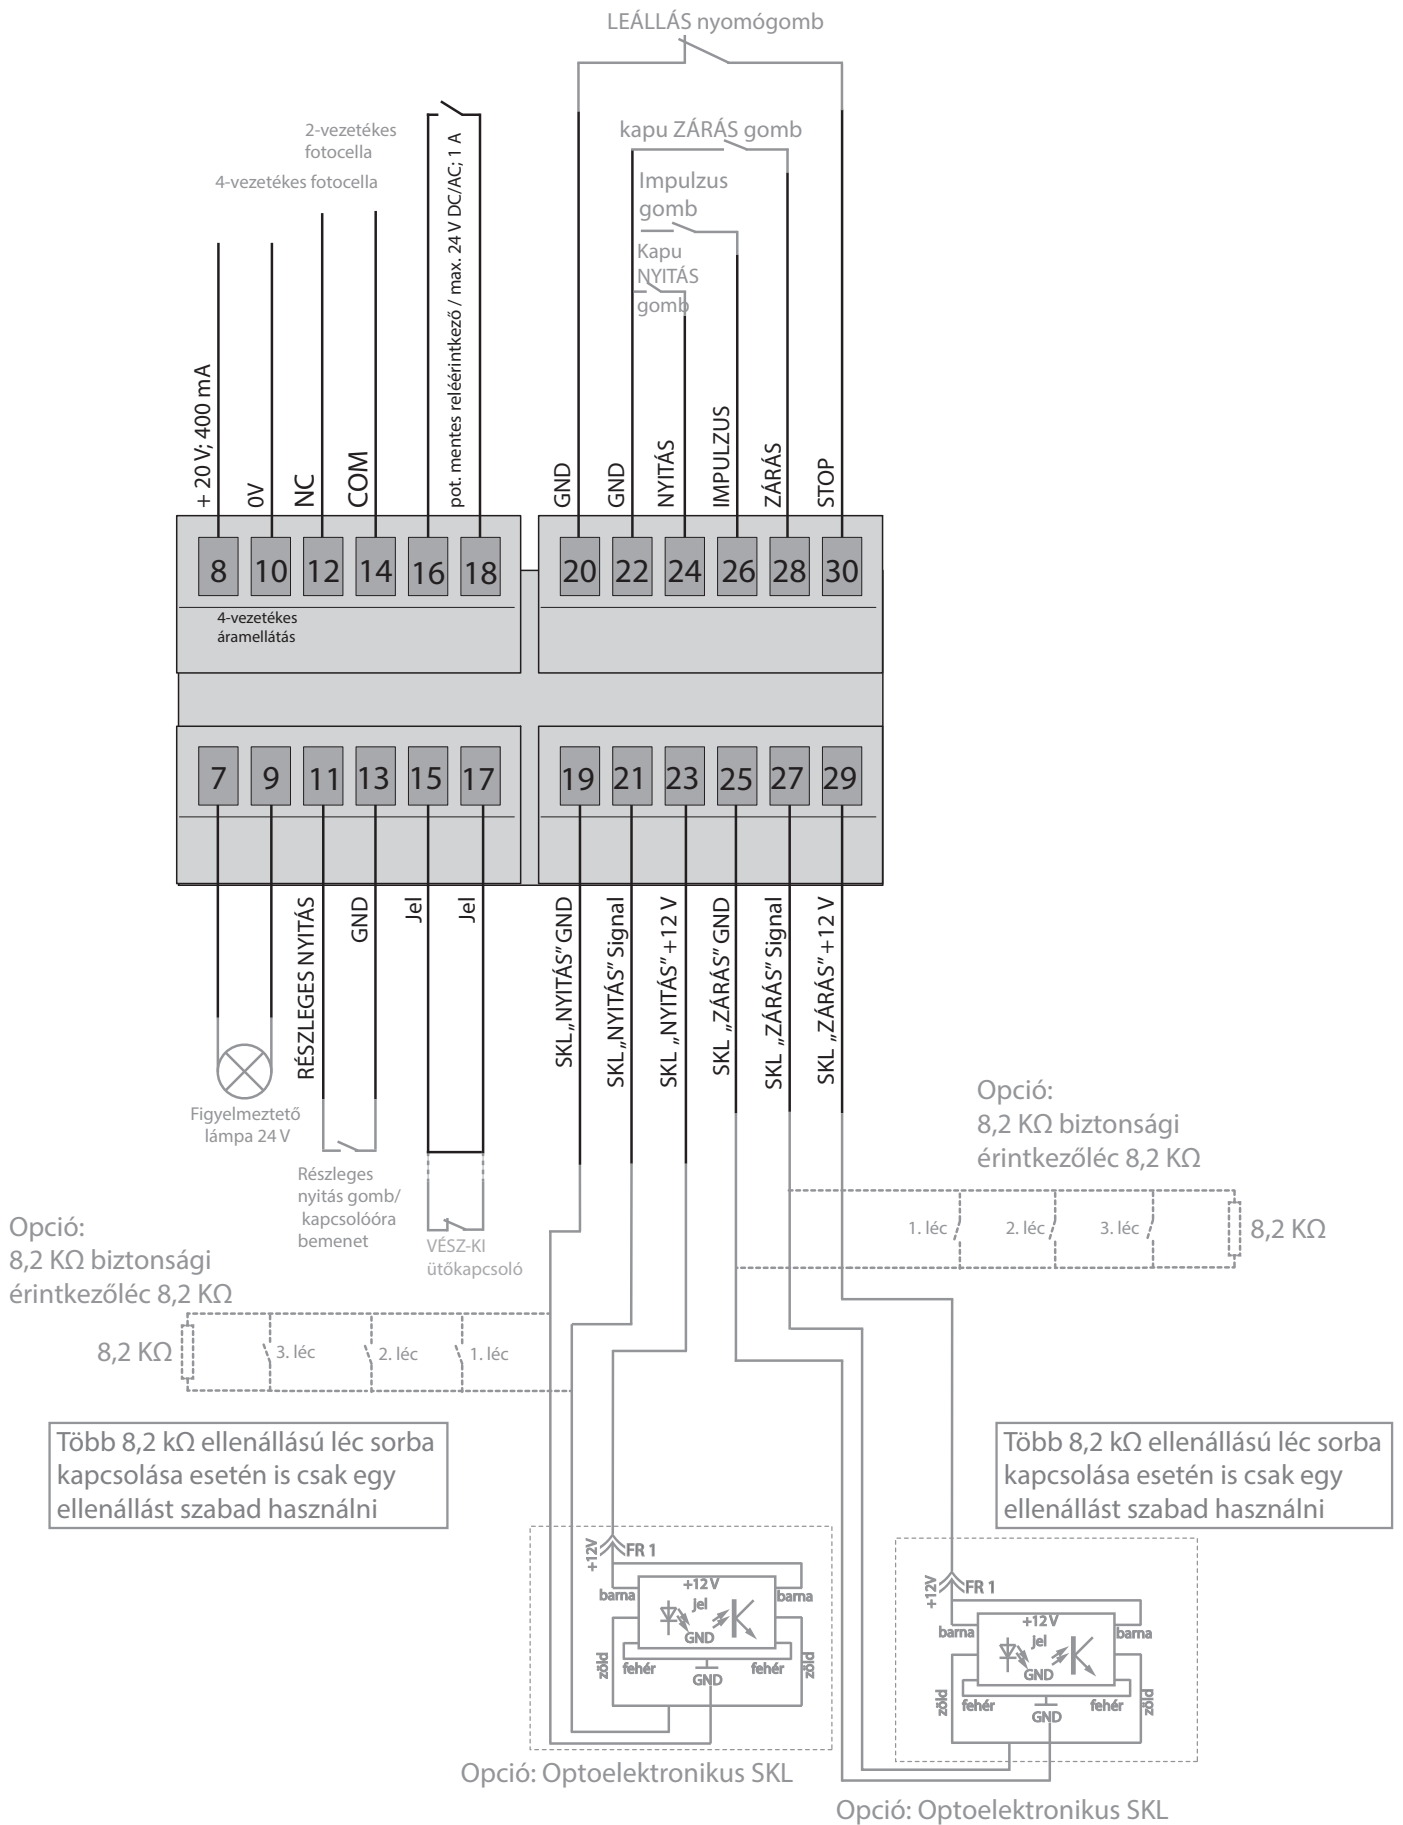 LEÁLLÁS nyomógomb
2-vezetékes
fotocella
4-vezetékes fotocella
kapu ZÁRÁS gomb
Impulzus
gomb
Kapu
NYITÁS
gomb
+ 20 V; 400 mA
0V
NC
COM
pot. mentes reléérintkező / max. 24 V DC/AC; 1 A
GND
GND
NYITÁS
IMPULZUS
ZÁRÁS
STOP
8
10
12
14
16
18
20
22
24
26
28
30
4-vezetékes
áramellátás
7
9
11
13
15
17
19
21
23
25
27
29
RÉSZLEGES NYITÁS
GND
Jel
Jel
SKL „NYITÁS” GND
SKL „NYITÁS” Signal
SKL „NYITÁS” +12 V
SKL „ZÁRÁS” GND
SKL „ZÁRÁS” Signal
SKL „ZÁRÁS” +12 V
Figyelmeztető
lámpa 24 V
Részleges
nyitás gomb/
kapcsolóóra
bemenet
VÉSZ-KI
ütőkapcsoló
Opció:
8,2 KΩ biztonsági
érintkezőléc 8,2 KΩ
1. léc
2. léc
3. léc
8,2 KΩ
Opció:
8,2 KΩ biztonsági
érintkezőléc 8,2 KΩ
8,2 KΩ
3. léc
2. léc
1. léc
Több 8,2 kΩ ellenállású léc sorba
kapcsolása esetén is csak egy
ellenállást szabad használni
Több 8,2 kΩ ellenállású léc sorba
kapcsolása esetén is csak egy
ellenállást szabad használni
+12V
FR 1
barna
+12 V
Jel
GND
barna
zöld
fehér
GND
fehér
zöld
Opció: Optoelektronikus SKL
+12V
FR 1
barna
+12 V
Jel
GND
barna
zöld
fehér
GND
fehér
zöld
Opció: Optoelektronikus SKL